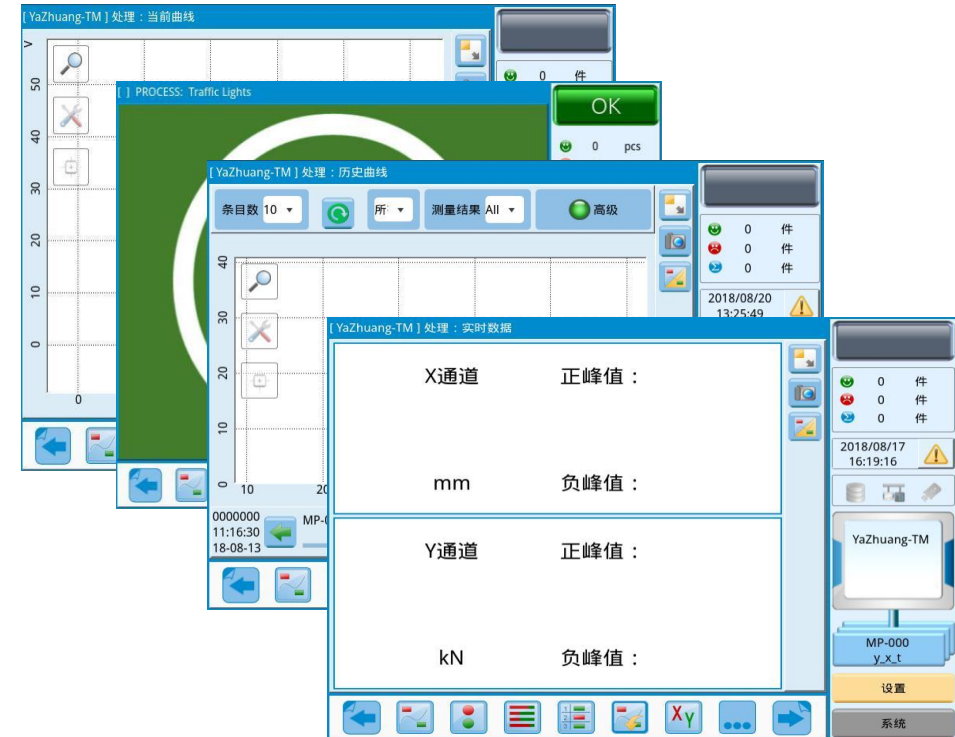 [ YaZhuang-TM ] 处理：当前曲线
V
50
40
30
20
10
0
0
0 件
[ ] PROCESS: Traffic Lights
OK
0 pcs
[ YaZhuang-TM ] 处理：历史曲线
条目数 10
所
测量结果 All
高级
40
30
20
10
0
10
20
0000000
11:16:30
18-08-13
MP-0
0 件
0 件
0 件
2018/08/20
13:25:49
[ YaZhuang-TM ] 处理：实时数据
X通道 正峰值：
mm 负峰值：
Y通道 正峰值：
kN 负峰值：
0 件
0 件
0 件
2018/08/17
16:19:16
YaZhuang-TM
MP-000
y_x_t
设置
系统
XY